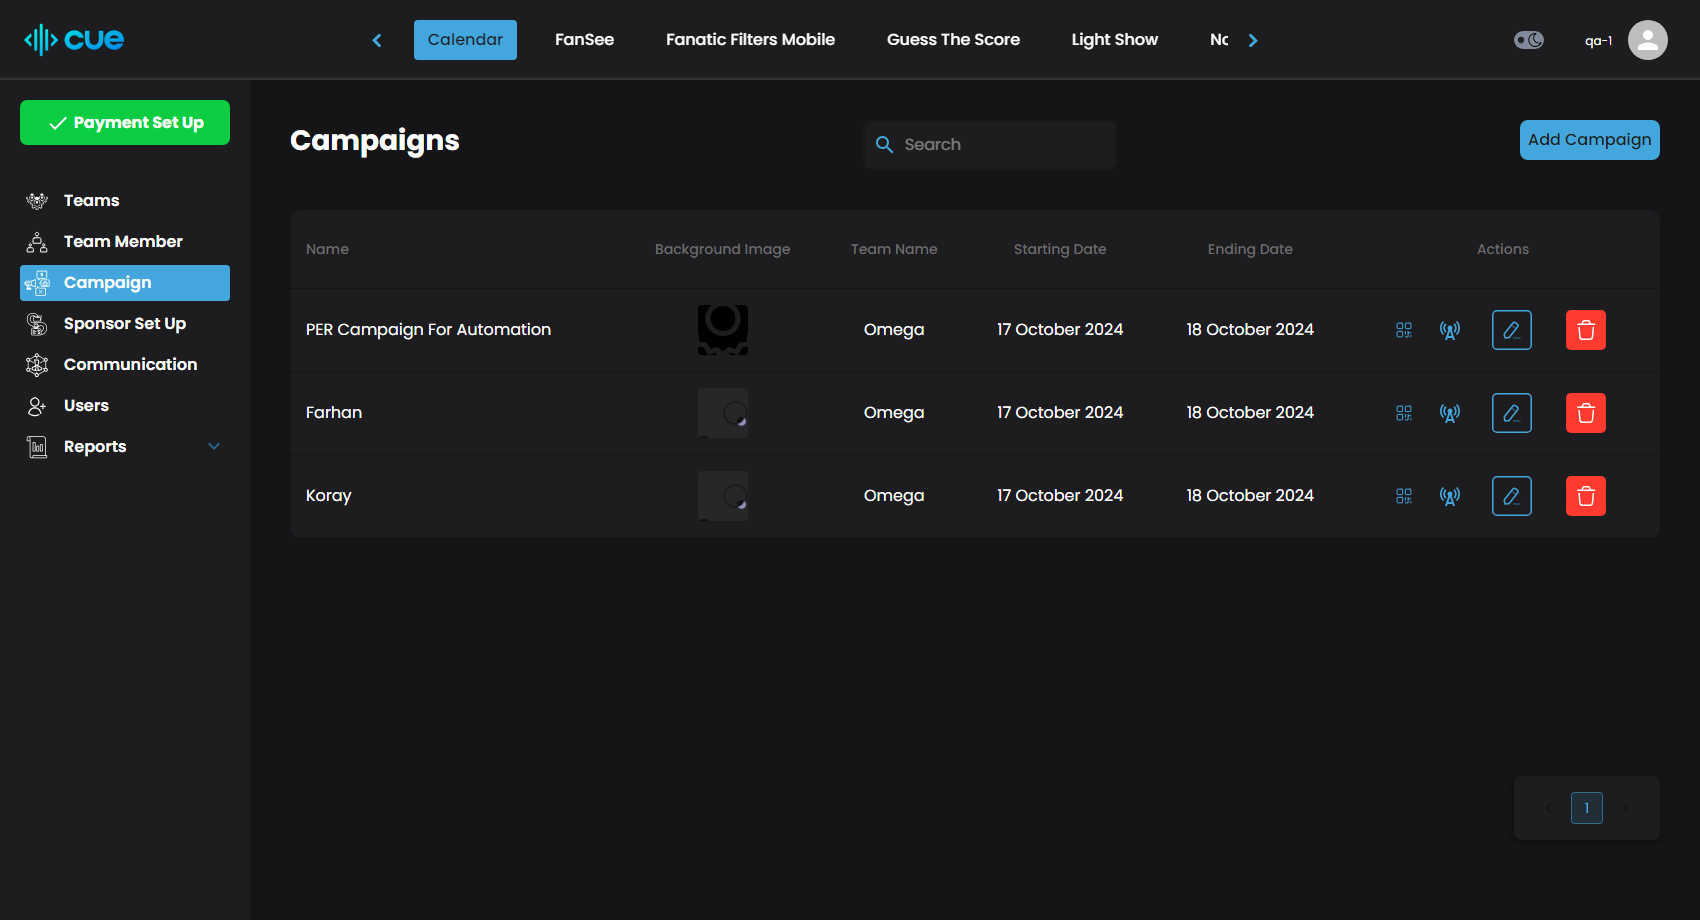 cue
Calendar FanSee Fanatic Filters Mobile Guess The Score Light Show
qa-1
Payment Set Up
Teams
Team Member
Campaign
Sponsor Set Up
Communication
Users
Reports
Campaigns
Search
Add Campaign
Name Background Image Team Name Starting Date Ending Date Actions
PER Campaign For Automation Omega 17 October 2024 18 October 2024
Farhan Omega 17 October 2024 18 October 2024
Koray Omega 17 October 2024 18 October 2024
1